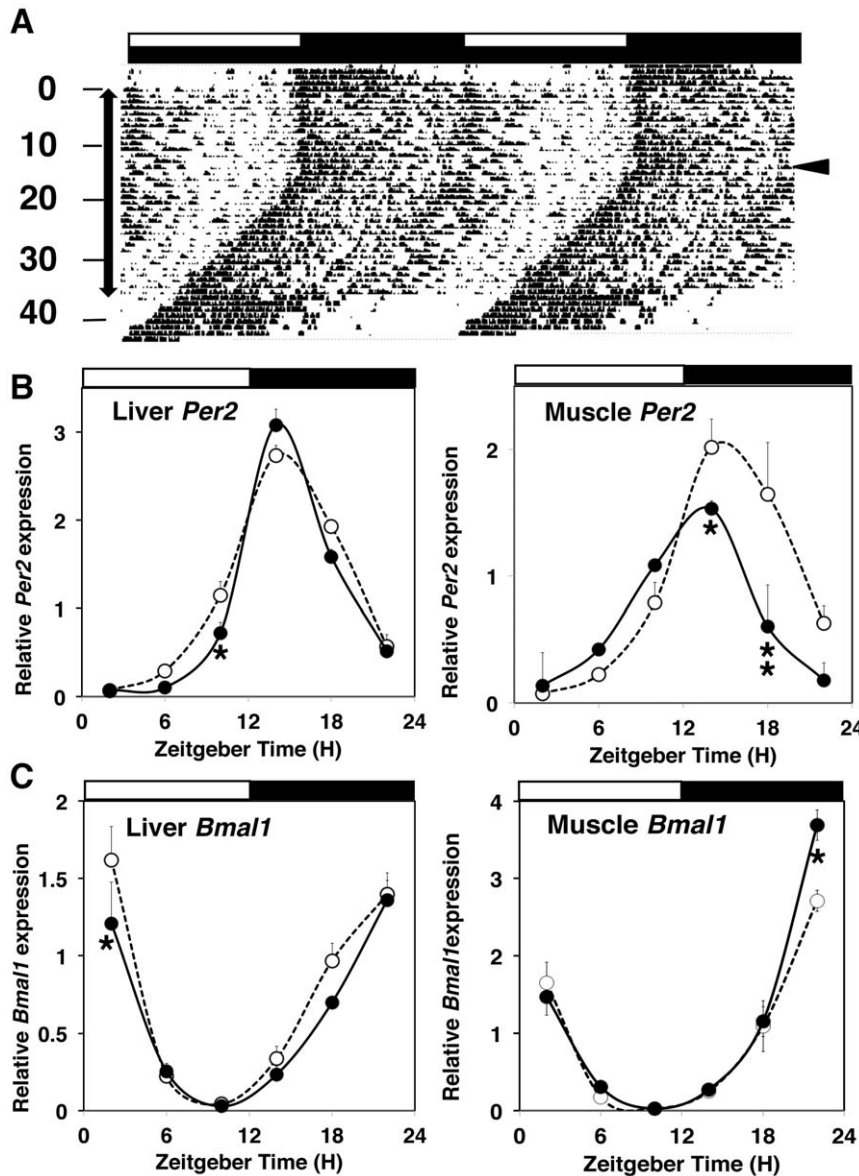 A
0
10
20
30
40
B
Liver Per2
Relative Per2 expression
3
2
1
0
0 6 12 18 24
Zeitgeber Time (H)
*
Muscle Per2
Relative Per2 expression
2
1
0
0 6 12 18 24
Zeitgeber Time (H)
*
*
*
C
Liver Bmal1
Relative Bmal1 expression
2
1.5
1
0.5
0
0 6 12 18 24
Zeitgeber Time (H)
*
Muscle Bmal1
Relative Bmal1expression
4
3
2
1
0
0 6 12 18 24
Zeitgeber Time (H)
*